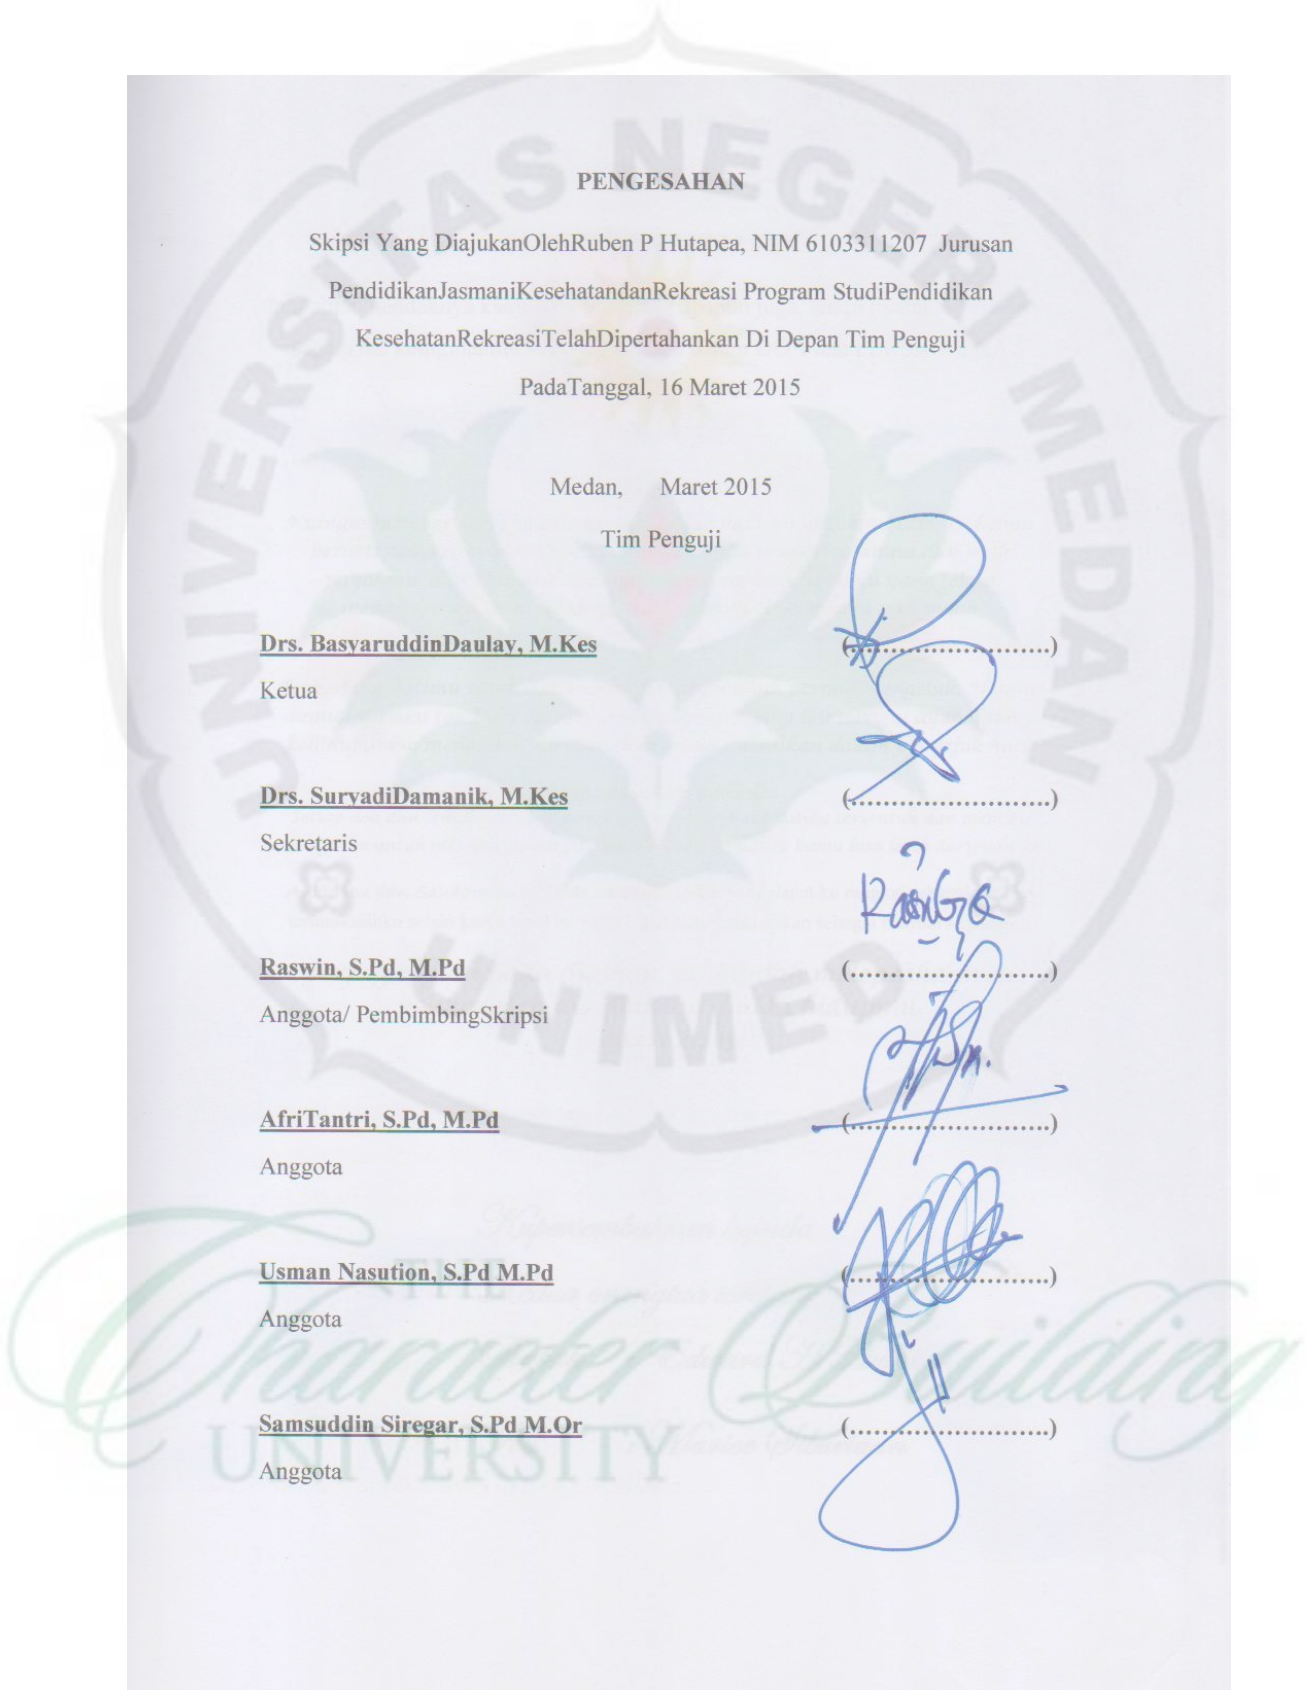 PENGESAHAN
Skipsi Yang DiajukanOlehRuben P Hutapea, NIM 6103311207 Jurusan
PendidikanJasmaniKesehatandanRekreasi Program StudiPendidikan
KesehatanRekreasiTelahDipertahankan Di Depan Tim Penguji
PadaTanggal, 16 Maret 2015
Medan, Maret 2015
Tim Penguji
Drs. BasyaruddinDaulay, M.Kes (..........................)
Ketua
Drs. SuryadiDamanik, M.Kes (..........................)
Sekretaris
Raswin, S.Pd, M.Pd (..........................)
Anggota/ PembimbingSkripsi
AfriTantri, S.Pd, M.Pd (..........................)
Anggota
Usman Nasution, S.Pd M.Pd (..........................)
Anggota
Samsuddin Siregar, S.Pd M.Or (..........................)
Anggota
UNIVERSITAS NEGERI MEDAN
UNIMED
THE
Character Building
UNIVERSITY